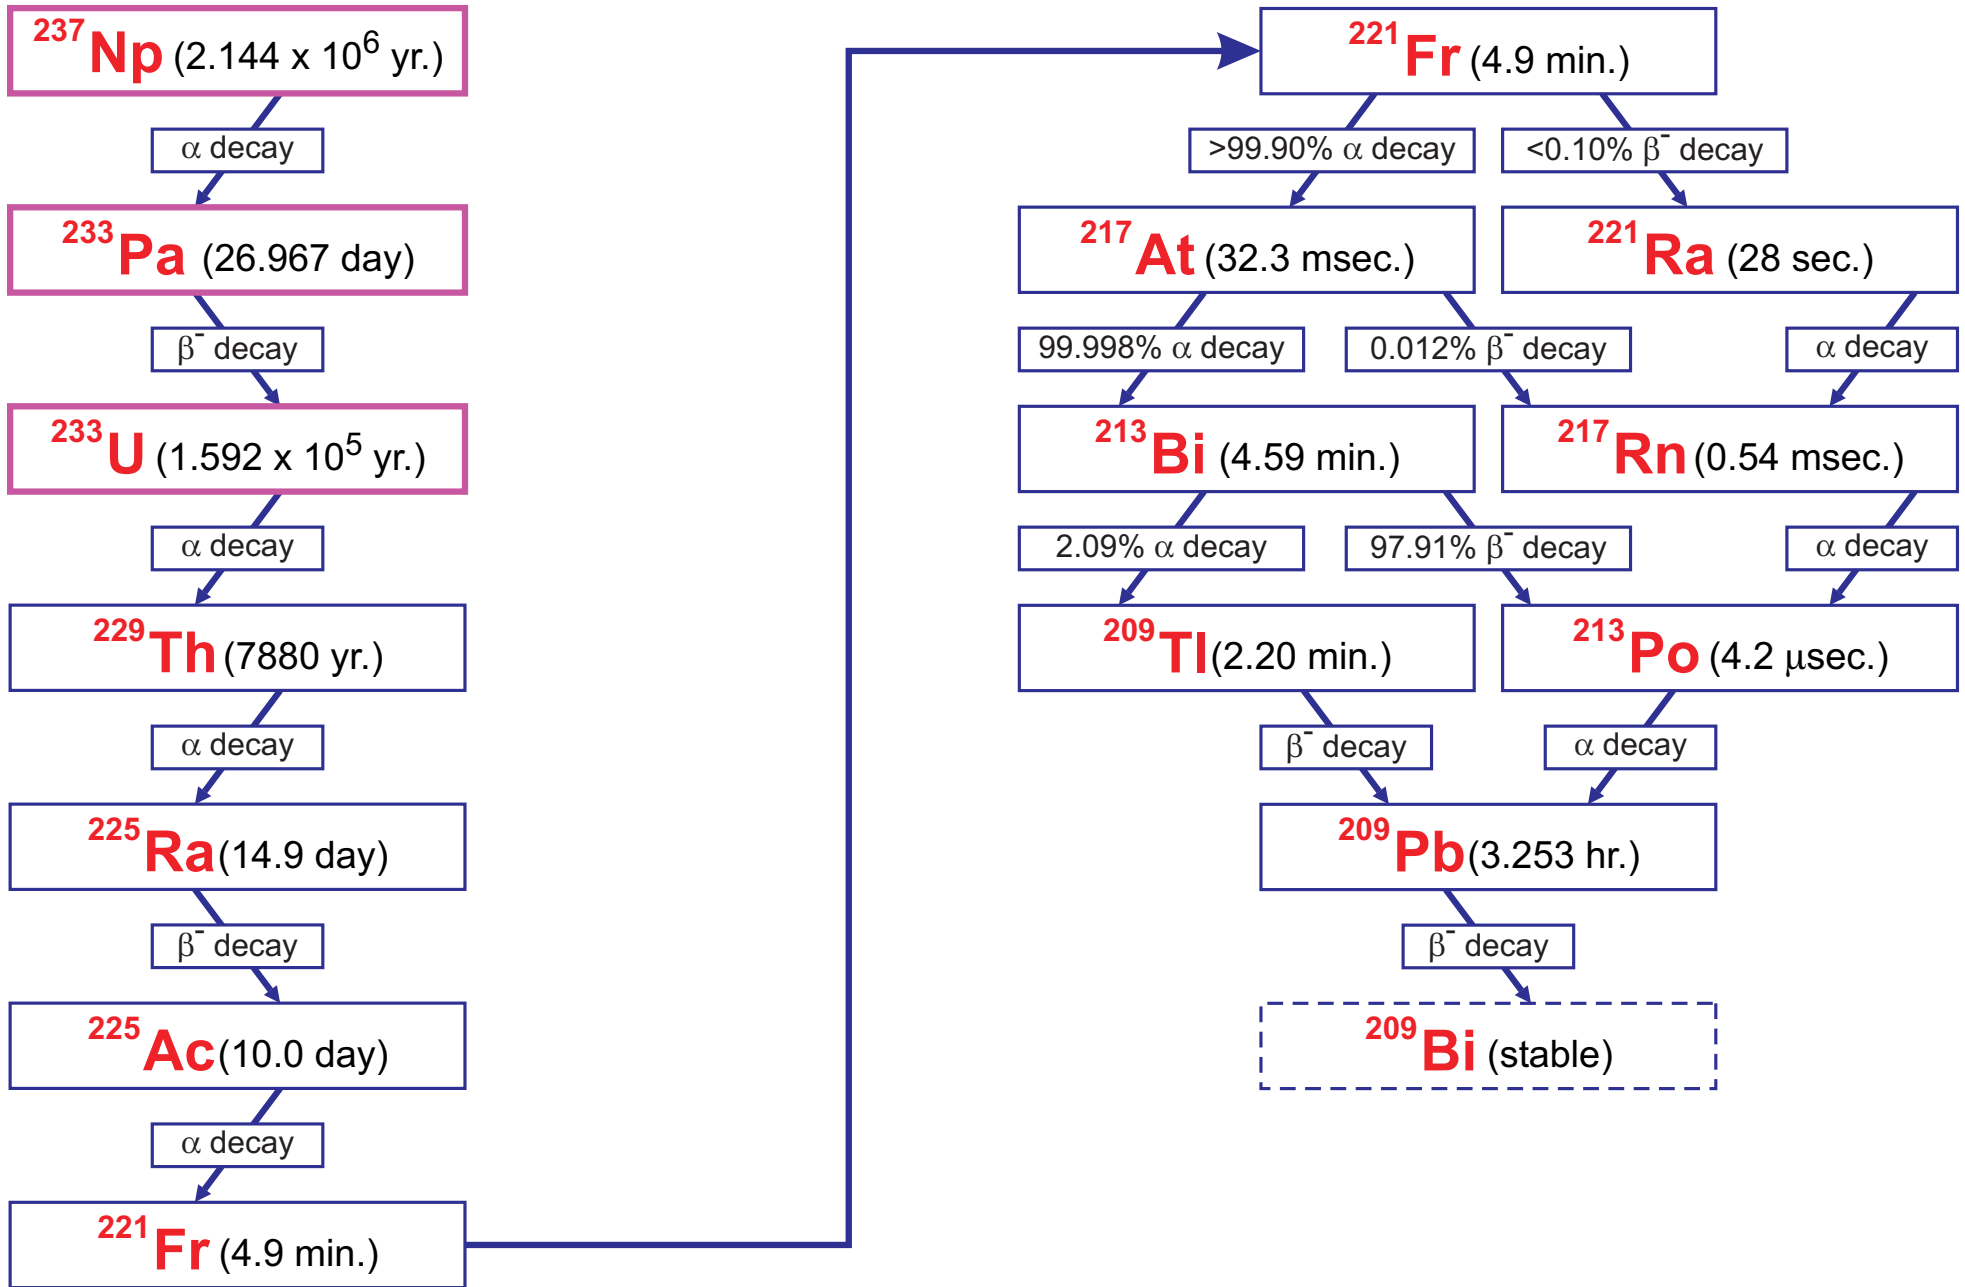 237Np (2.144 x 10^6 yr.)
α decay
233Pa (26.967 day)
β⁻ decay
233U (1.592 x 10^5 yr.)
α decay
229Th (7880 yr.)
α decay
225Ra (14.9 day)
β⁻ decay
225Ac (10.0 day)
α decay
221Fr (4.9 min.)
221Fr (4.9 min.)
>99.90% α decay
<0.10% β⁻ decay
217At (32.3 msec.)
221Ra (28 sec.)
99.998% α decay
0.012% β⁻ decay
α decay
213Bi (4.59 min.)
217Rn (0.54 msec.)
2.09% α decay
97.91% β⁻ decay
α decay
209Tl (2.20 min.)
213Po (4.2 μsec.)
β⁻ decay
α decay
209Pb (3.253 hr.)
β⁻ decay
209Bi (stable)